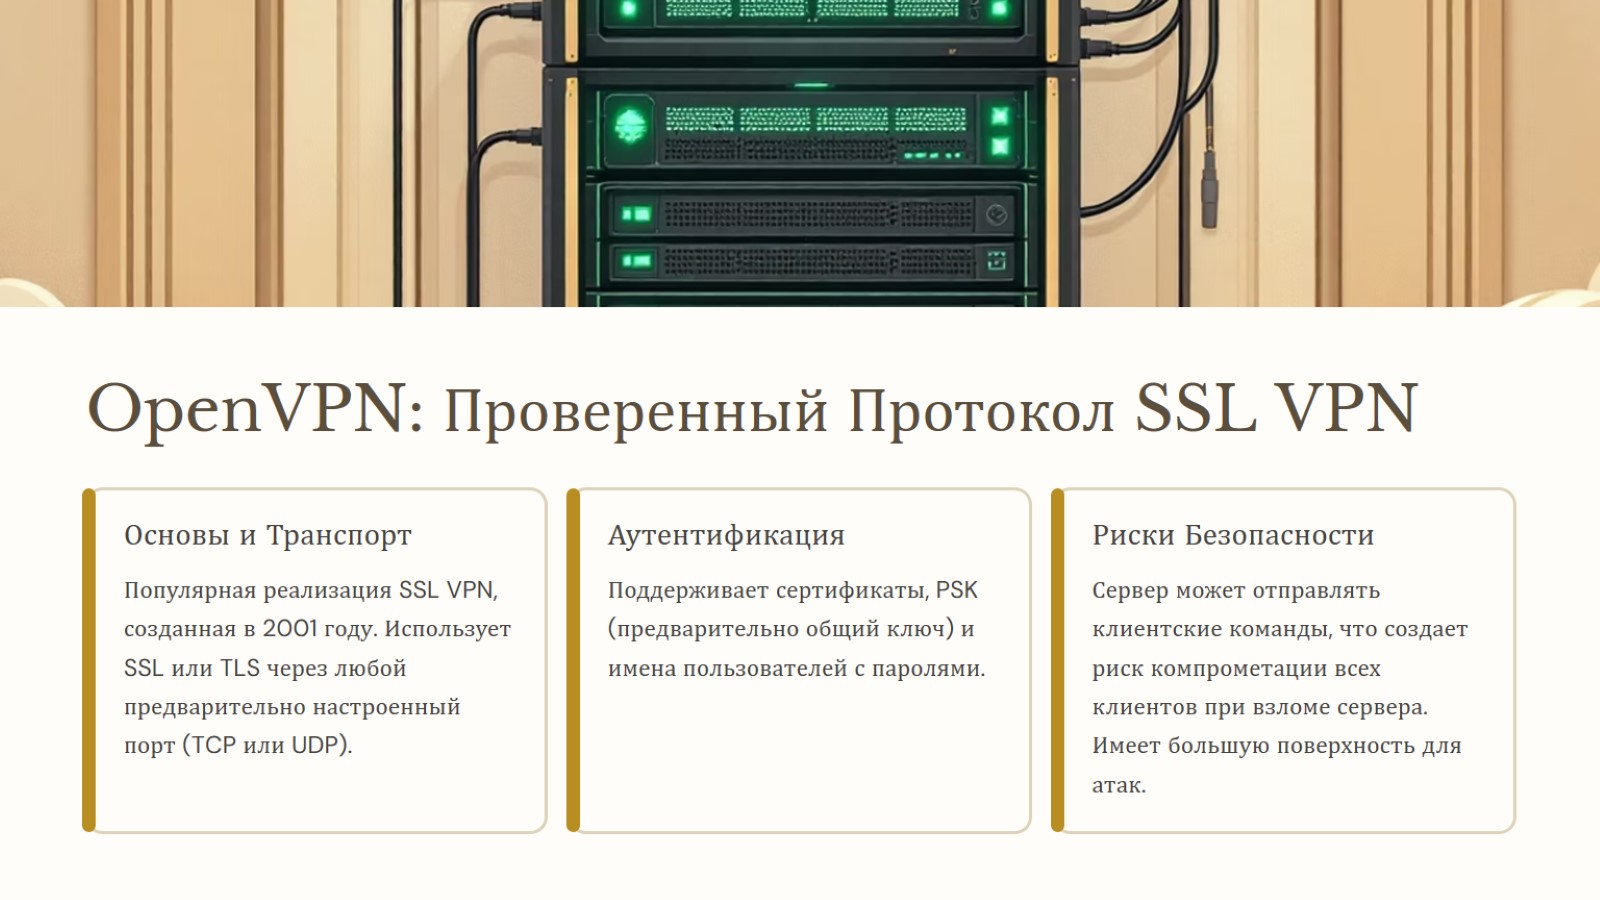 OpenVPN: Проверенный Протокол SSL VPN
Основы и Транспорт
Популярная реализация SSL VPN,
созданная в 2001 году. Использует
SSL или TLS через любой
предварительно настроенный
порт (TCP или UDP).
Аутентификация
Поддерживает сертификаты, PSK
(предварительно общий ключ) и
имена пользователей с паролями.
Риски Безопасности
Сервер может отправлять
клиентские команды, что создает
риск компрометации всех
клиентов при взломе сервера.
Имеет большую поверхность для
атак.